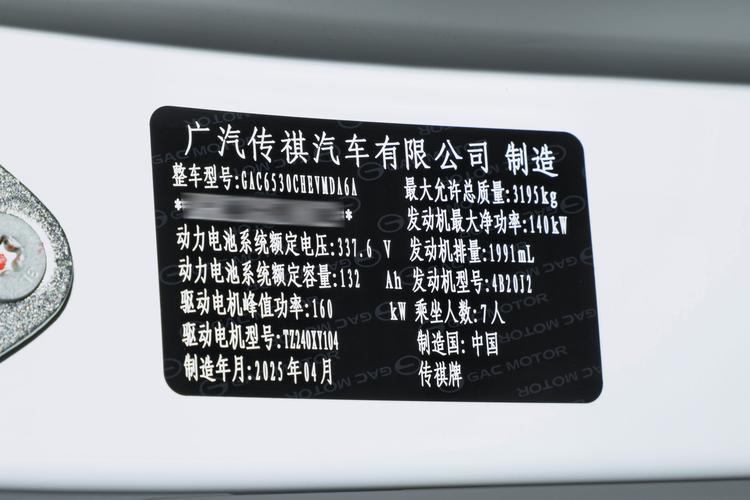 广汽传祺汽车有限公司 制造
整车型号:GAC6530CHEVMDA6A
* *
动力电池系统额定电压:337.6 V
动力电池系统额定容量:132 Ah
驱动电机峰值功率:160 kW
驱动电机型号:TZ240XY104
制造年月:2025年04月
最大允许总质量:3195kg
发动机最大净功率:140kW
发动机排量:1991mL
发动机型号:4B20J2
乘坐人数:7人
制造国:中国
传祺牌
GAC MOTOR